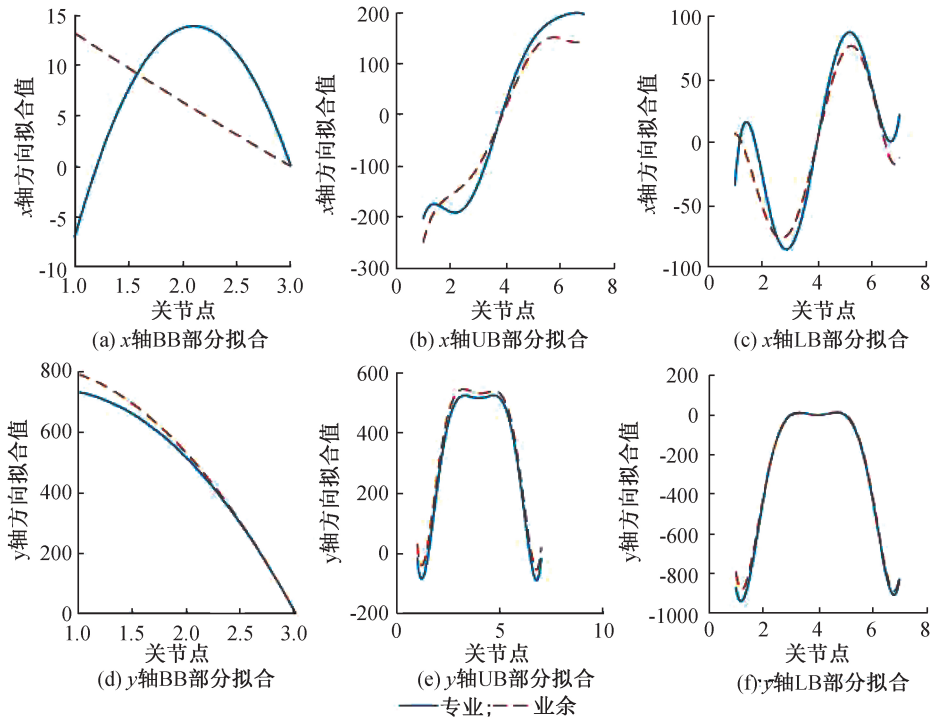 15
10
5
0
-5
-10
1.0 1.5 2.0 2.5 3.0
x轴方向拟合值
关节点
(a) x轴BB部分拟合
200
100
0
-100
-200
-300
0 2 4 6 8
x轴方向拟合值
关节点
(b) x轴UB部分拟合
100
50
0
-50
-100
0 2 4 6 8
x轴方向拟合值
关节点
(c) x轴LB部分拟合
800
600
400
200
0
1.0 1.5 2.0 2.5 3.0
y轴方向拟合值
关节点
(d) y轴BB部分拟合
600
400
200
0
-200
0 5 10
y轴方向拟合值
关节点
(e) y轴UB部分拟合
200
0
-200
-400
-600
-800
-1000
0 2 4 6 8
y轴方向拟合值
关节点
(f) y轴LB部分拟合
专业; 业余